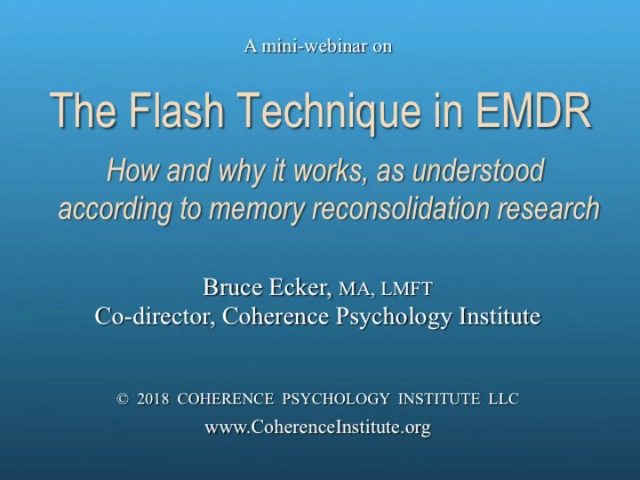 A mini-webinar on
The Flash Technique in EMDR
How and why it works, as understood
according to memory reconsolidation research
Bruce Ecker, MA, LMFT
Co-director, Coherence Psychology Institute
© 2018 COHERENCE PSYCHOLOGY INSTITUTE LLC
www.CoherenceInstitute.org